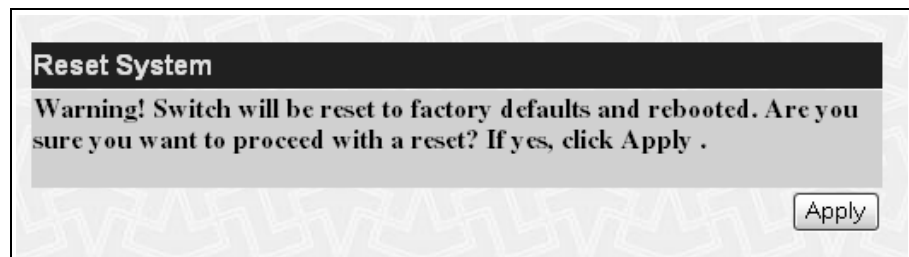 Reset System
Warning! Switch will be reset to factory defaults and rebooted. Are you
sure you want to proceed with a reset? If yes, click Apply .
Apply